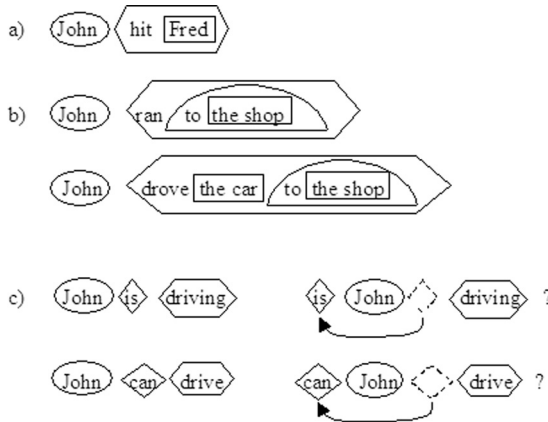 a) John hit Fred
b) John ran to the shop
John drove the car to the shop
c) John is driving is John driving ?
John can drive can John drive ?